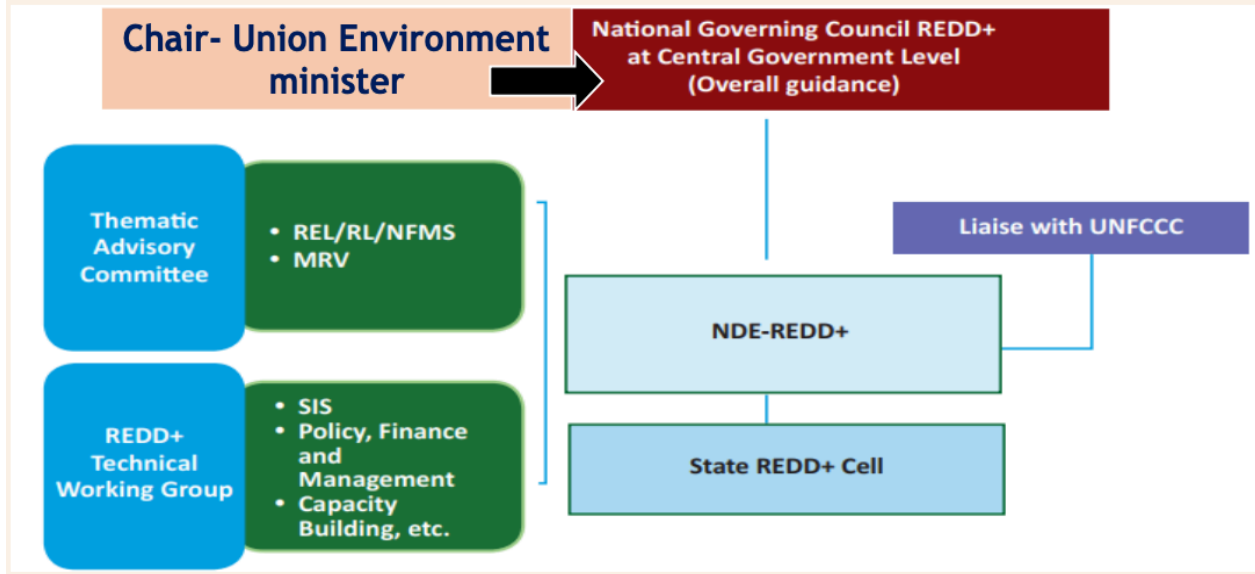 Chair- Union Environment
minister
National Governing Council REDD+
at Central Government Level
(Overall guidance)
Thematic
Advisory
Committee
• REL/RL/NFMS
• MRV
Liaise with UNFCCC
NDE-REDD+
REDD+
Technical
Working Group
• SIS
• Policy, Finance
and
Management
• Capacity
Building, etc.
State REDD+ Cell